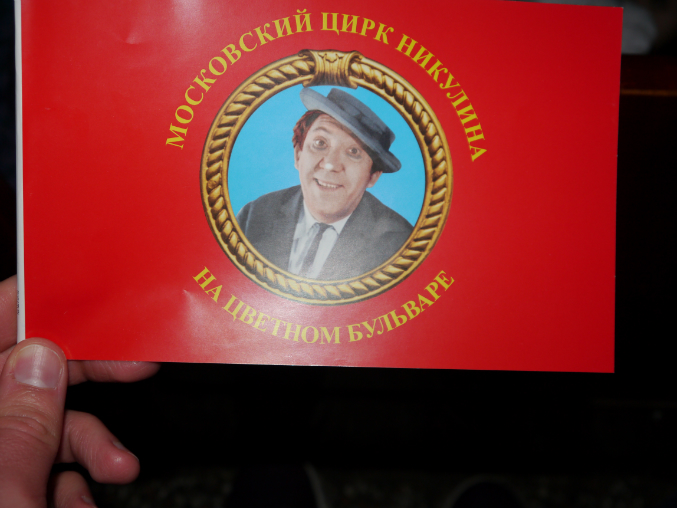 МОСКОВСКИЙ ЦИРК НИКУЛИНА
НА ЦВЕТНОМ БУЛЬВАРЕ